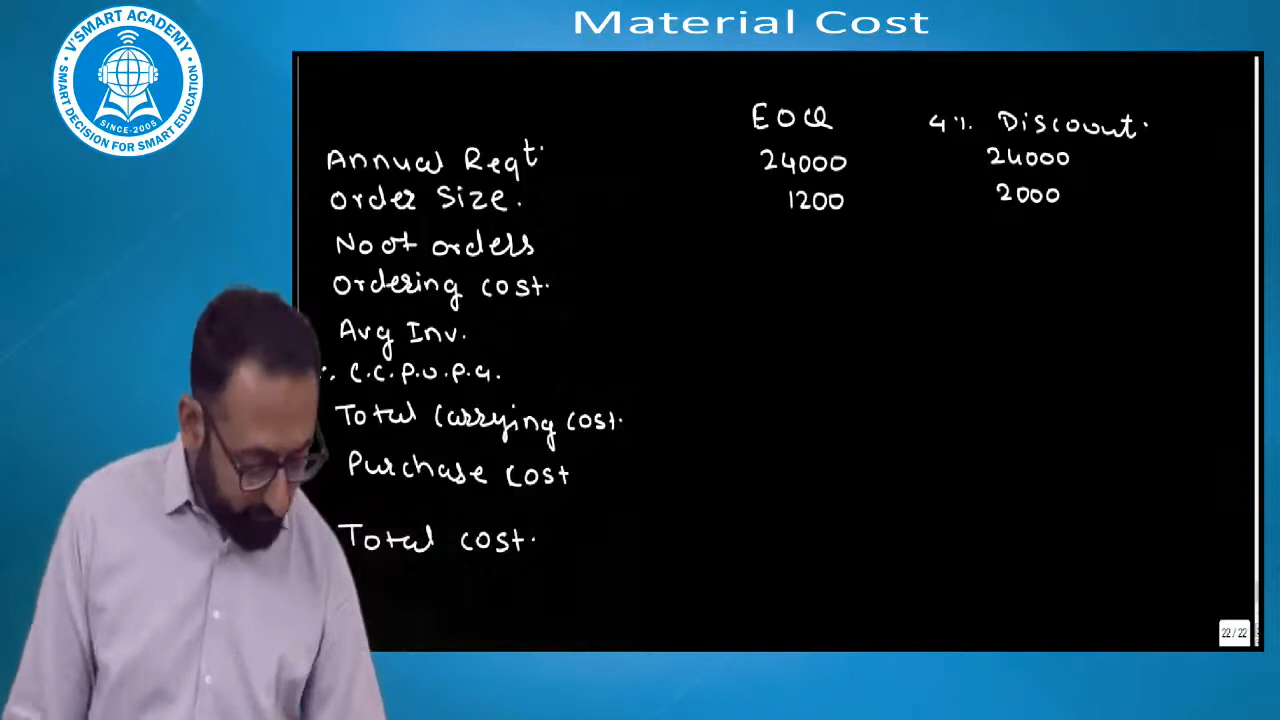 Material Cost
V'SMART ACADEMY
SMART DECISION FOR SMART EDUCATION
SINCE-2005
EOQ 4% Discount.
Annual Reqt. 24000 24000
Order Size. 1200 2000
No of orders
Ordering cost.
Avg Inv.
C.C.P.U.P.a.
Total Carrying cost.
Purchase cost
Total cost.
22/22